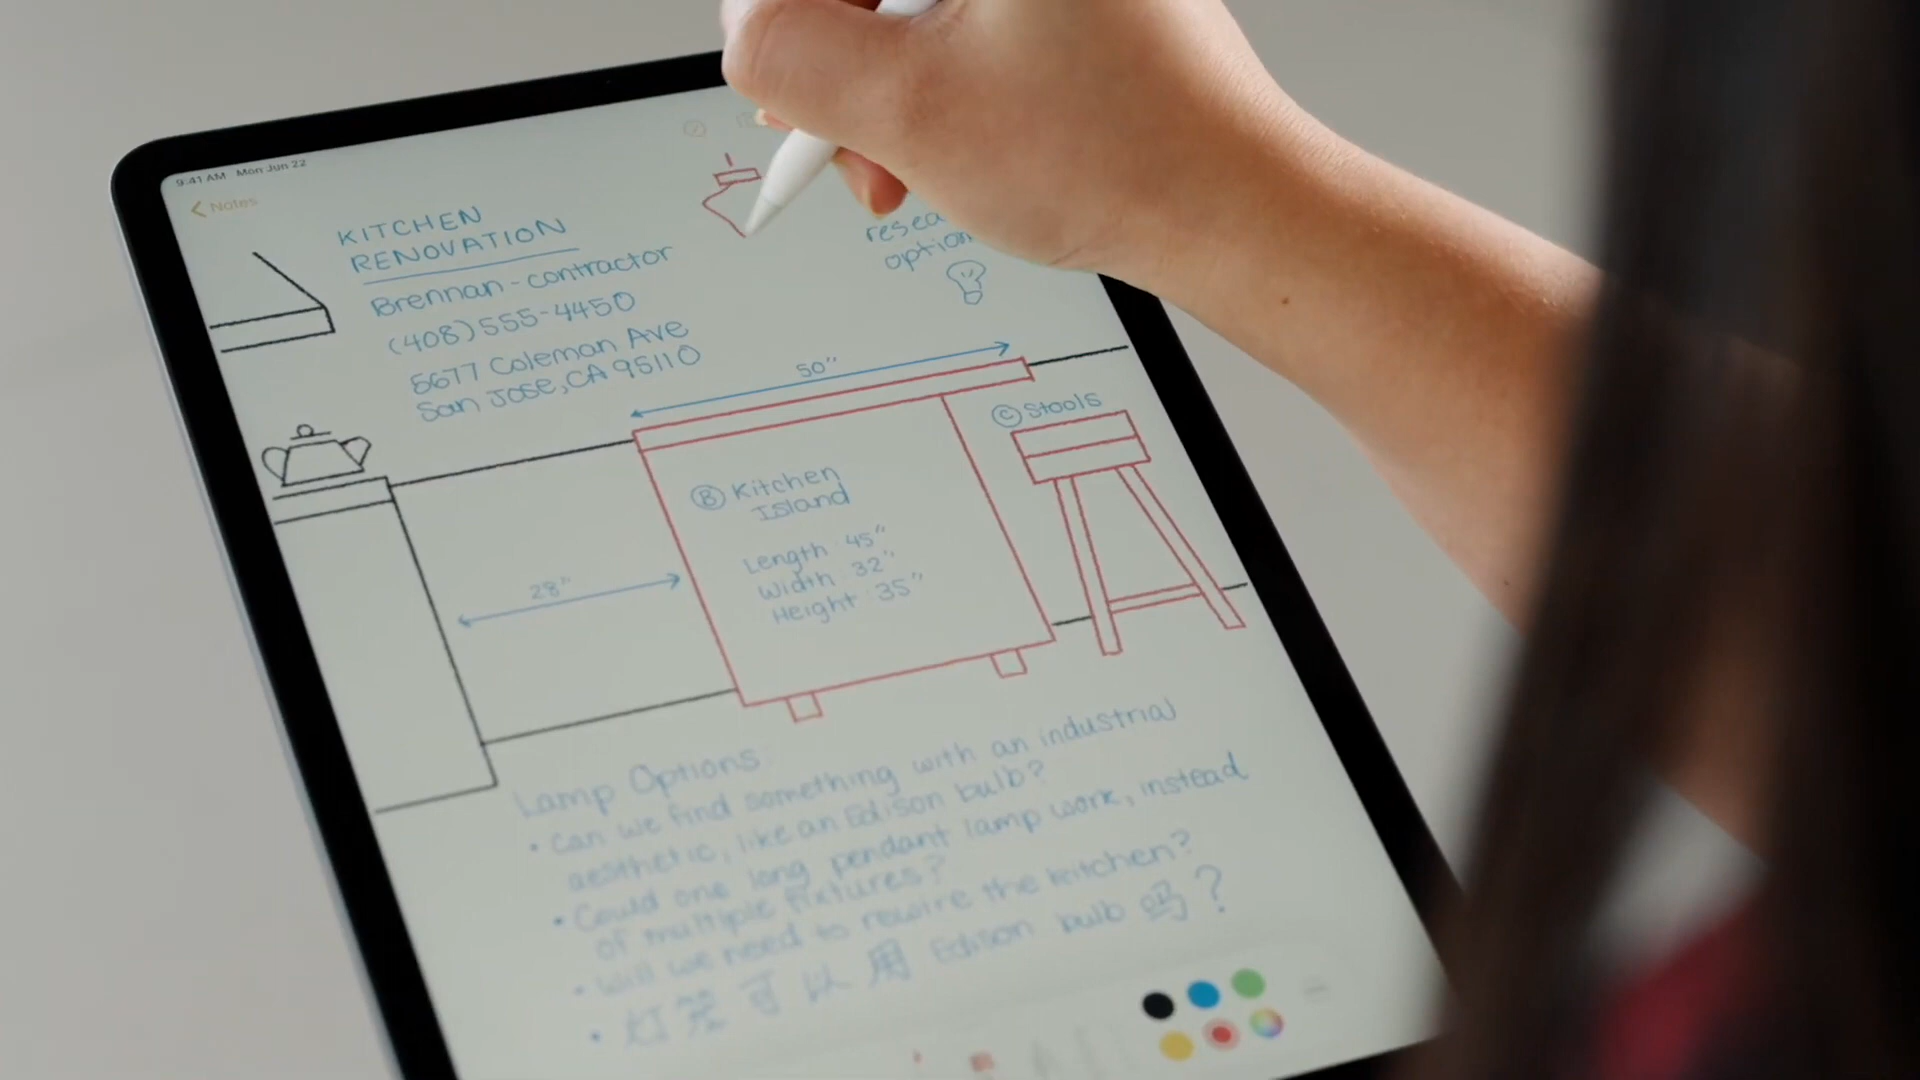 9:41 AM Mon Jun 22
Notes
KITCHEN
RENOVATION
Brennan - contractor
(408) 555-4450
5677 Coleman Ave
San Jose, CA 95110
50"
C Stools
B Kitchen
Island
Length : 45"
Width : 32"
Height : 35"
28"
Lamp Options
• Can we find something with an industrial
aesthetic, like an Edison bulb?
• Could one long pendant lamp work, instead
of multiple fixtures?
• Will we need to rewire the kitchen?
• 灯笼可以用 Edison bulb 吗?